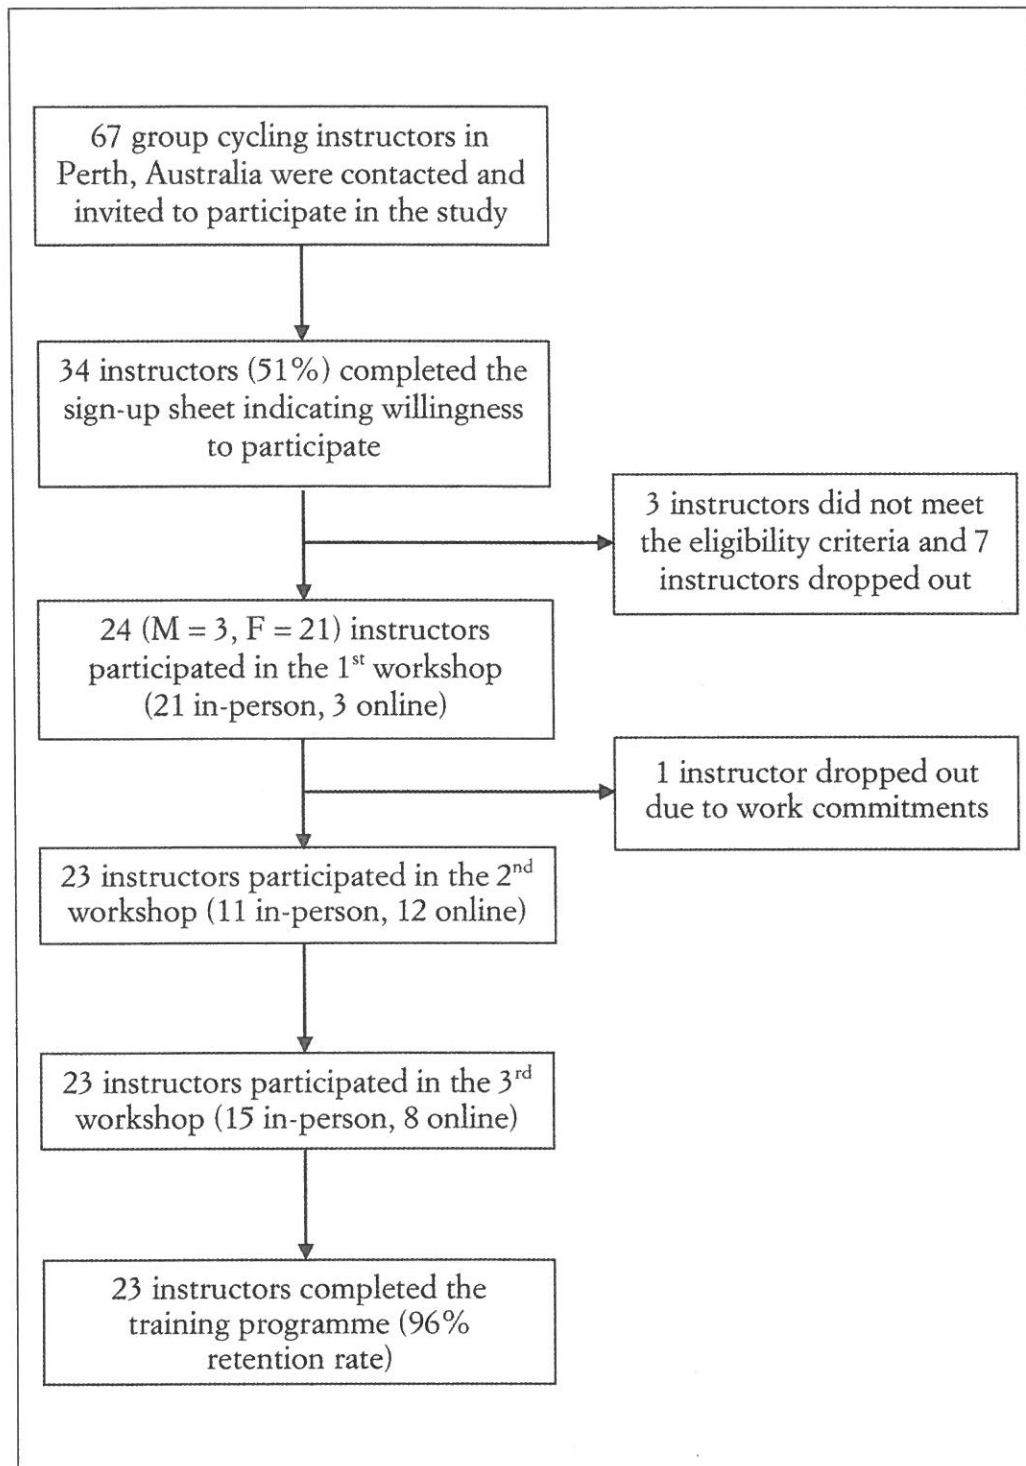 67 group cycling instructors in
Perth, Australia were contacted and
invited to participate in the study
34 instructors (51%) completed the
sign-up sheet indicating willingness
to participate
3 instructors did not meet
the eligibility criteria and 7
instructors dropped out
24 (M = 3, F = 21) instructors
participated in the 1st workshop
(21 in-person, 3 online)
1 instructor dropped out
due to work commitments
23 instructors participated in the 2nd
workshop (11 in-person, 12 online)
23 instructors participated in the 3rd
workshop (15 in-person, 8 online)
23 instructors completed the
training programme (96%
retention rate)